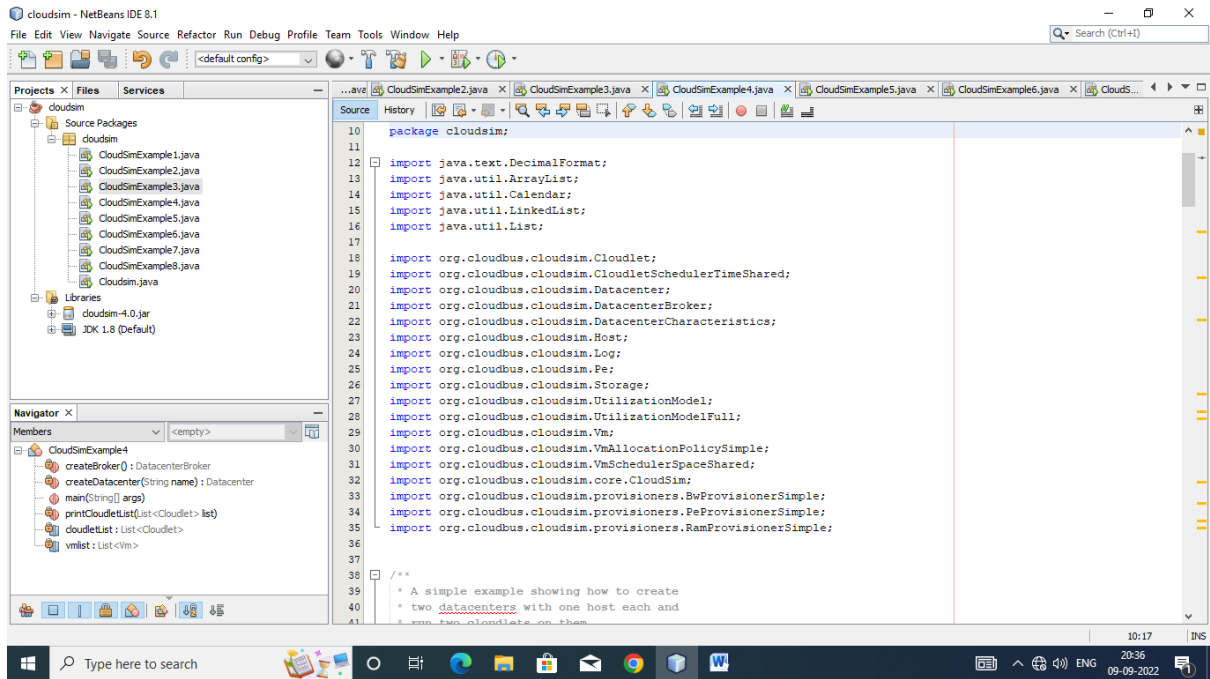 cloudsim - NetBeans IDE 8.1
File Edit View Navigate Source Refactor Run Debug Profile Team Tools Window Help
Search (Ctrl+I)
<default config>
Projects Files Services
cloudsim
Source Packages
cloudsim
CloudSimExample1.java
CloudSimExample2.java
CloudSimExample3.java
CloudSimExample4.java
CloudSimExample5.java
CloudSimExample6.java
CloudSimExample7.java
CloudSimExample8.java
Cloudsim.java
Libraries
cloudsim-4.0.jar
JDK 1.8 (Default)
Navigator
Members <empty>
CloudSimExample4
createBroker() : DatacenterBroker
createDatacenter(String name) : Datacenter
main(String[] args)
printCloudletList(List<Cloudlet> list)
cloudletList : List<Cloudlet>
vmlist : List<Vm>
...ava CloudSimExample2.java CloudSimExample3.java CloudSimExample4.java CloudSimExample5.java CloudSimExample6.java CloudS...
Source History
10 package cloudsim;
11
12 import java.text.DecimalFormat;
13 import java.util.ArrayList;
14 import java.util.Calendar;
15 import java.util.LinkedList;
16 import java.util.List;
17
18 import org.cloudbus.cloudsim.Cloudlet;
19 import org.cloudbus.cloudsim.CloudletSchedulerTimeShared;
20 import org.cloudbus.cloudsim.Datacenter;
21 import org.cloudbus.cloudsim.DatacenterBroker;
22 import org.cloudbus.cloudsim.DatacenterCharacteristics;
23 import org.cloudbus.cloudsim.Host;
24 import org.cloudbus.cloudsim.Log;
25 import org.cloudbus.cloudsim.Pe;
26 import org.cloudbus.cloudsim.Storage;
27 import org.cloudbus.cloudsim.UtilizationModel;
28 import org.cloudbus.cloudsim.UtilizationModelFull;
29 import org.cloudbus.cloudsim.Vm;
30 import org.cloudbus.cloudsim.VmAllocationPolicySimple;
31 import org.cloudbus.cloudsim.VmSchedulerSpaceShared;
32 import org.cloudbus.cloudsim.core.CloudSim;
33 import org.cloudbus.cloudsim.provisioners.BwProvisionerSimple;
34 import org.cloudbus.cloudsim.provisioners.PeProvisionerSimple;
35 import org.cloudbus.cloudsim.provisioners.RamProvisionerSimple;
36
37
38 /**
39 * A simple example showing how to create
40 * two datacenters with one host each and
41 * run two cloudlets on them
10:17 INS
Type here to search
ENG
20:36
09-09-2022
1